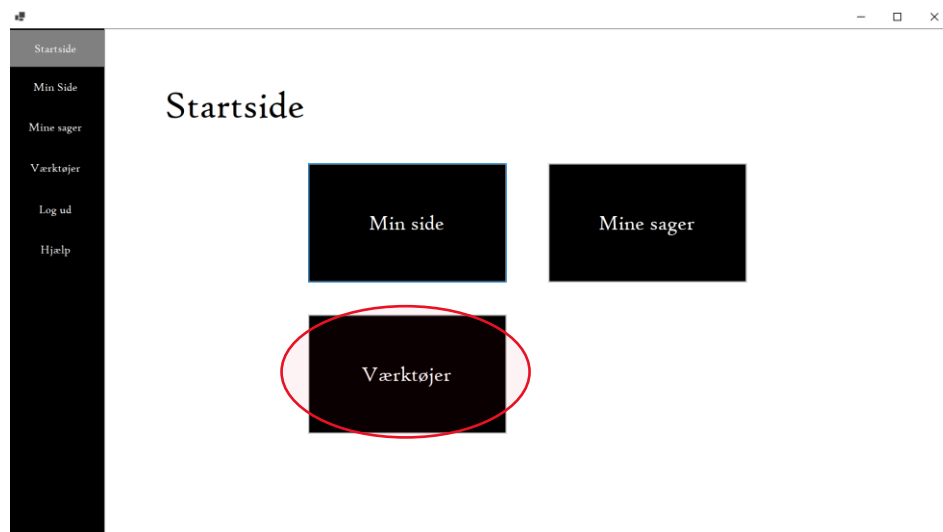 Startside
Min Side
Mine sager
Værktøjer
Log ud
Hjælp
Startside
Min side
Mine sager
Værktøjer